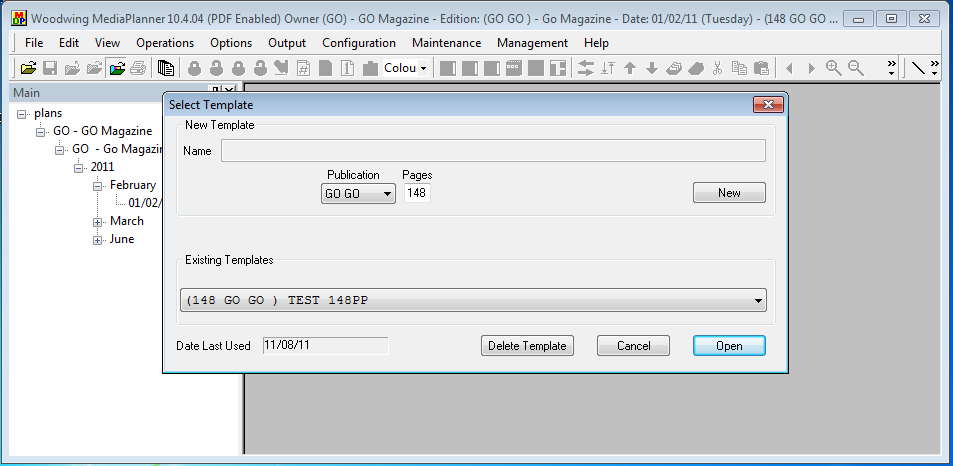 Woodwing MediaPlanner 10.4.04 (PDF Enabled) Owner (GO) - GO Magazine - Edition: (GO GO ) - Go Magazine - Date: 01/02/11 (Tuesday) - (148 GO GO ...
File Edit View Operations Options Output Configuration Maintenance Management Help
Colou
Main
plans
GO - GO Magazine
GO - Go Magazin
2011
February
01/02/
March
June
Select Template
New Template
Name
Publication Pages
GO GO 148 New
Existing Templates
(148 GO GO ) TEST 148PP
Date Last Used 11/08/11 Delete Template Cancel Open